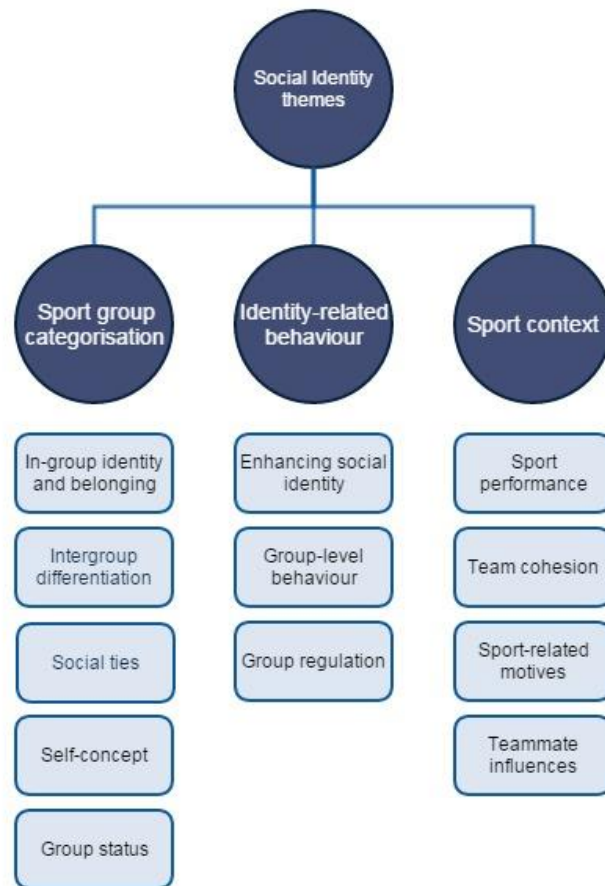 Social Identity
themes
Sport group
categorisation
Identity-related
behaviour
Sport context
In-group identity
and belonging
Intergroup
differentiation
Social ties
Self-concept
Group status
Enhancing social
identity
Group-level
behaviour
Group regulation
Sport
performance
Team cohesion
Sport-related
motives
Teammate
influences